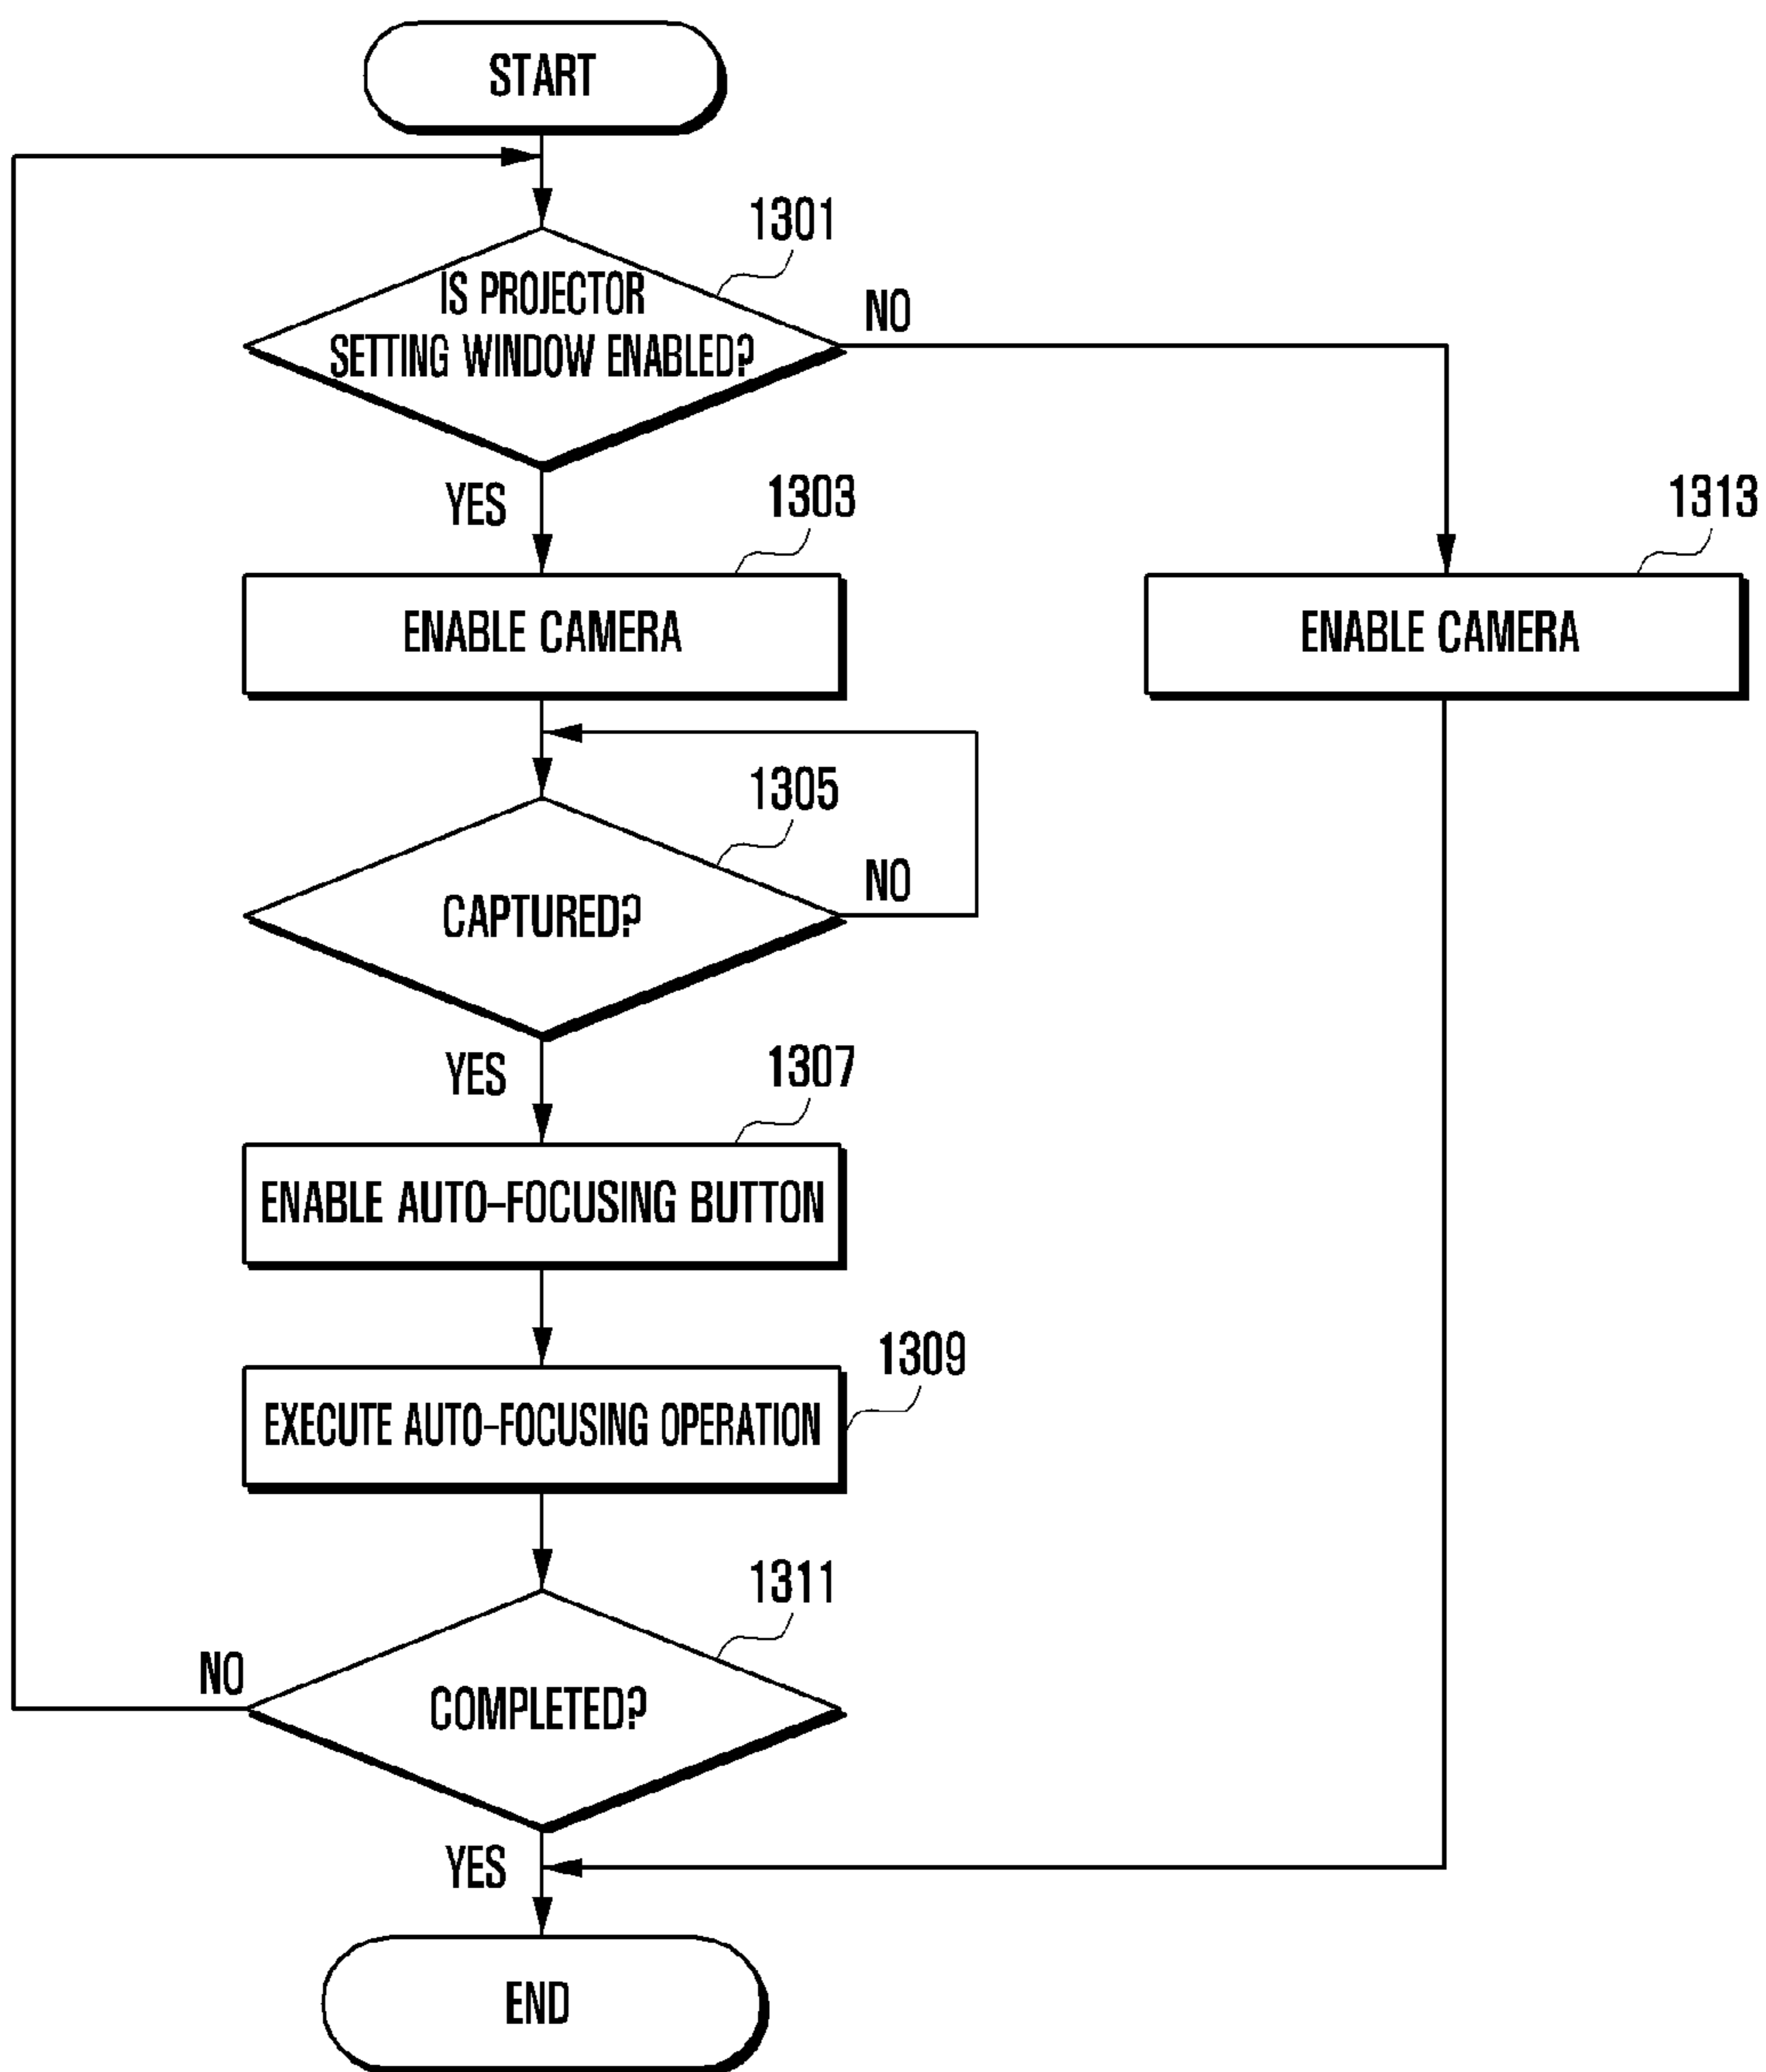 START
1301
IS PROJECTOR
SETTING WINDOW ENABLED?
NO
YES
1303
1313
ENABLE CAMERA
ENABLE CAMERA
1305
CAPTURED?
NO
YES
1307
ENABLE AUTO-FOCUSING BUTTON
1309
EXECUTE AUTO-FOCUSING OPERATION
1311
NO
COMPLETED?
YES
END